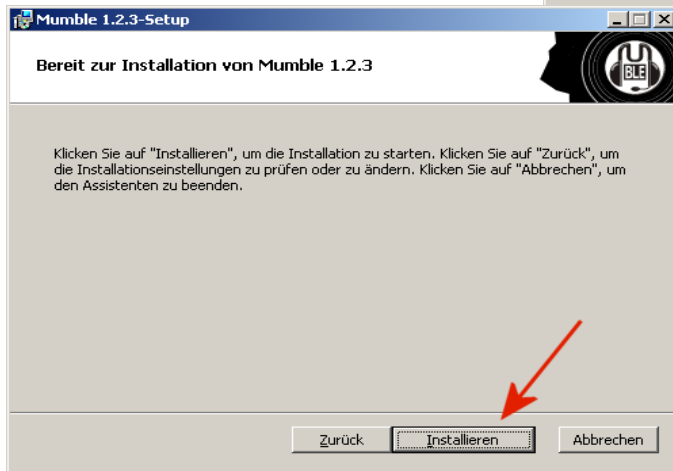 Mumble 1.2.3-Setup
Bereit zur Installation von Mumble 1.2.3
BLE
Klicken Sie auf "Installieren", um die Installation zu starten. Klicken Sie auf "Zurück", um
die Installationseinstellungen zu prüfen oder zu ändern. Klicken Sie auf "Abbrechen", um
den Assistenten zu beenden.
Zurück
Installieren
Abbrechen